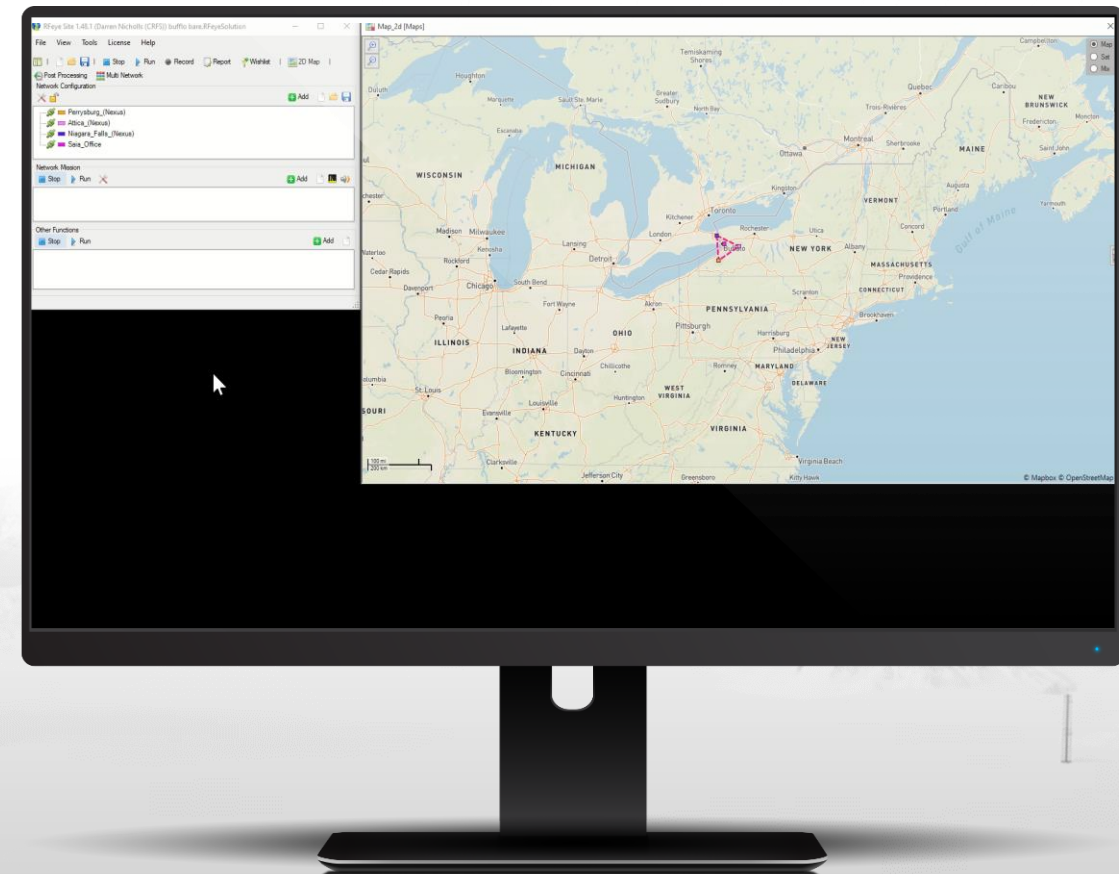 RFeye Site 1.48.1 (Darren Nicholls (CRFS)) bufflo bare.RFeyeSolution
File View Tools License Help
Stop Run Record Report Wishlist 2D Map
Post Processing Multi Network
Network Configuration
Add
Perrysburg_(Nexus)
Attica_(Nexus)
Niagara_Falls_(Nexus)
Saia_Office
Network Mission
Stop Run Add
Other Functions
Stop Run Add
Map_2d [Maps]
Map
Sat
Temiskaming
Shores
Campbellton
Houghton
Dulum
Marquette
Sault Ste. Marie
Greater
Sudbury
North Bay
Quebec
Caribou
Trois-Rivières
NEW
BRUNSWICK
Fredericton
Moncton
Escanaba
Montreal
Sherbrooke
Ottawa
MAINE
Saint John
WISCONSIN
MICHIGAN
Kingston
Augusta
VERMONT
Portland
Yarmouth
Gulf of Maine
Toronto
Kitchener
Rochester
Utica
Concord
Madison
Milwaukee
London
Buffalo
NEW YORK
Albany
Waterloo
Kenosha
Lansing
Detroit
MASSACHUSETTS
Rockford
Providence
Cedar Rapids
Chicago
South Bend
CONNECTICUT
Davenport
Scranton
Fort Wayne
Akron
PENNSYLVANIA
Brookhaven
Peoria
Lafayette
Pittsburgh
Harrisburg
NEW
JERSEY
ILLINOIS
INDIANA
Dayton
OHIO
Philadelphia
Bloomington
Cincinnati
Chillicothe
Romney
MARYLAND
DELAWARE
St. Louis
Huntington
WEST
VIRGINIA
Louisville
Evansville
KENTUCKY
VIRGINIA
100 mi
200 km
Clarksville
Jefferson City
Greensboro
Virginia Beach
Kitty Hawk
© Mapbox © OpenStreetMap